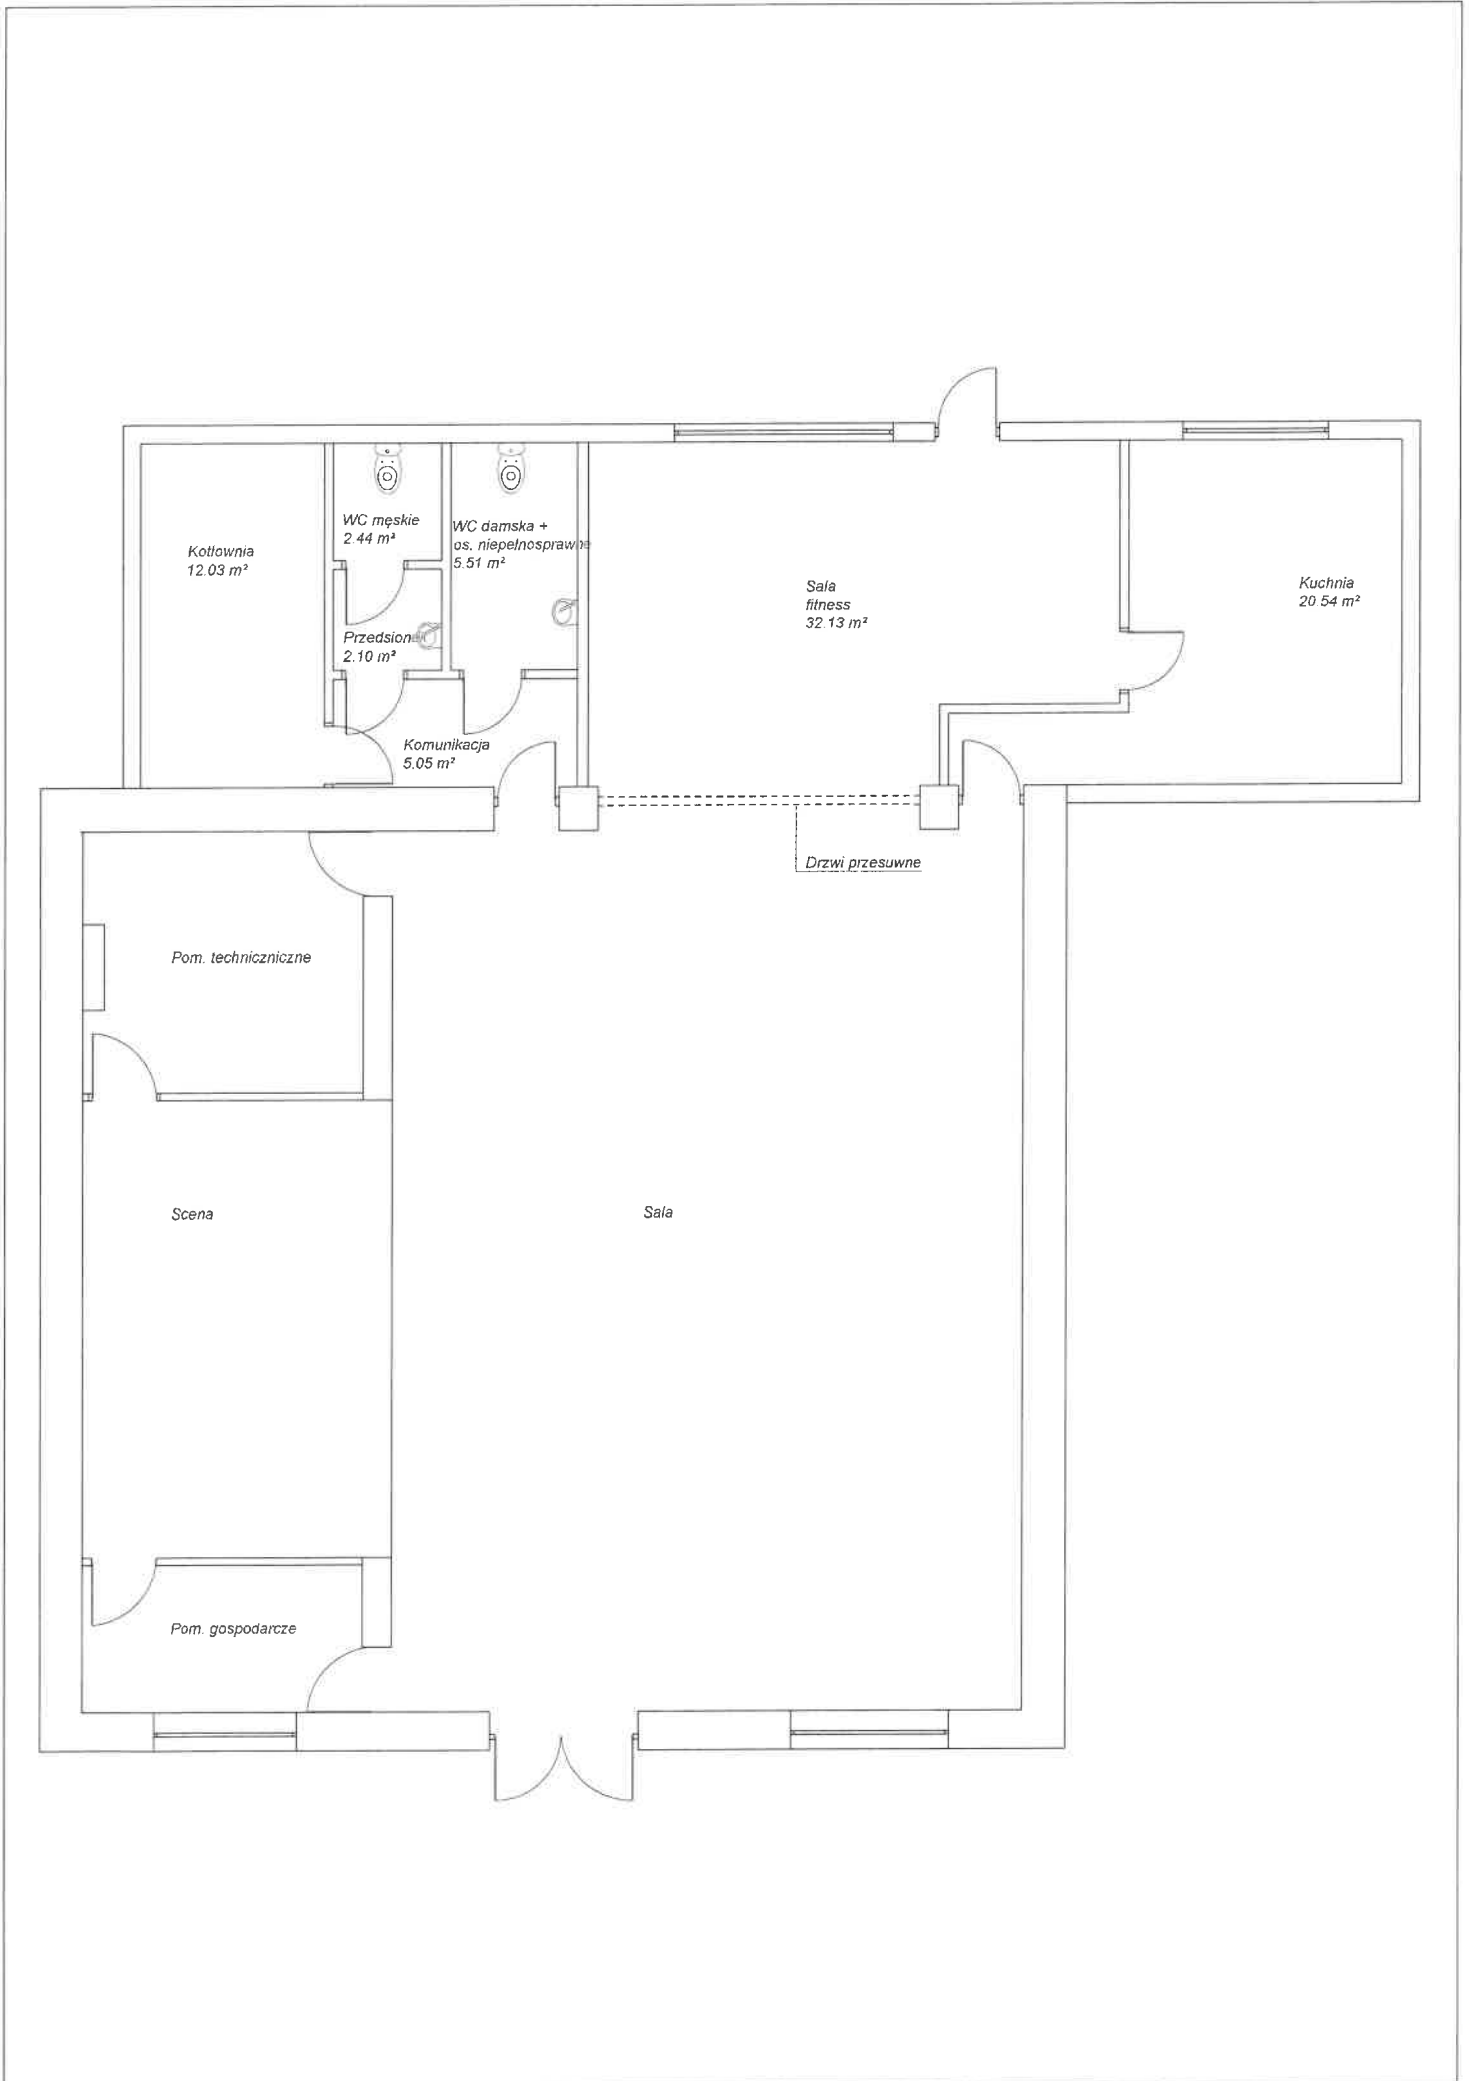 WC męskie
2.44 m²
WC damska +
os. niepełnosprawne
5.51 m²
Kotłownia
12.03 m²
Sala
fitness
32.13 m²
Kuchnia
20.54 m²
Przedsion
2.10 m²
Komunikacja
5.05 m²
Drzwi przesuwne
Pom. techniczniczne
Scena
Sala
Pom. gospodarcze